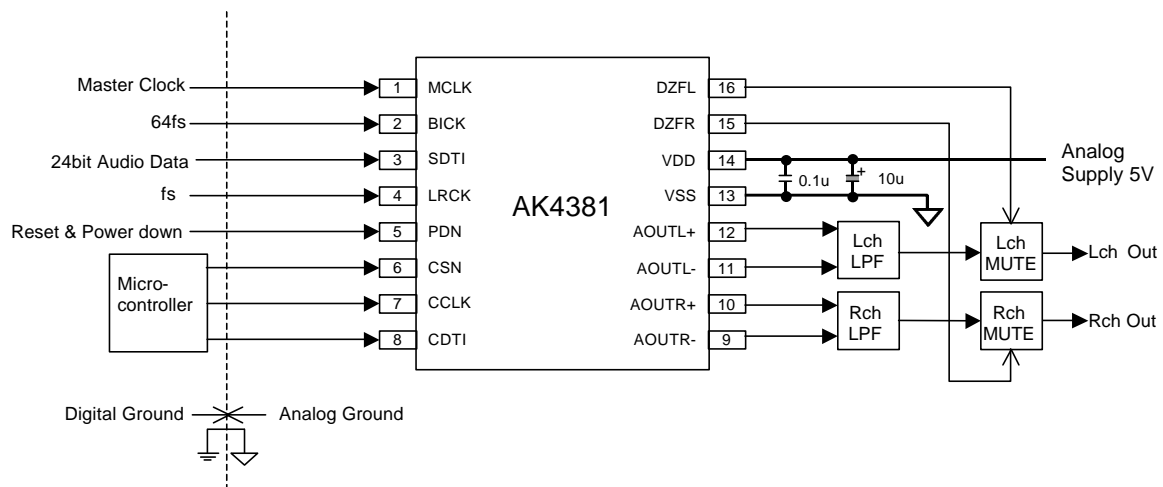 Master Clock
64fs
24bit Audio Data
fs
Reset & Power down
Micro-
controller
1 MCLK
2 BICK
3 SDTI
4 LRCK
5 PDN
6 CSN
7 CCLK
8 CDTI
AK4381
DZFL 16
DZFR 15
VDD 14
VSS 13
AOUTL+ 12
AOUTL- 11
AOUTR+ 10
AOUTR- 9
0.1u
+
10u
Analog
Supply 5V
Lch
LPF
Lch
MUTE
Lch Out
Rch
LPF
Rch
MUTE
Rch Out
Digital Ground
Analog Ground